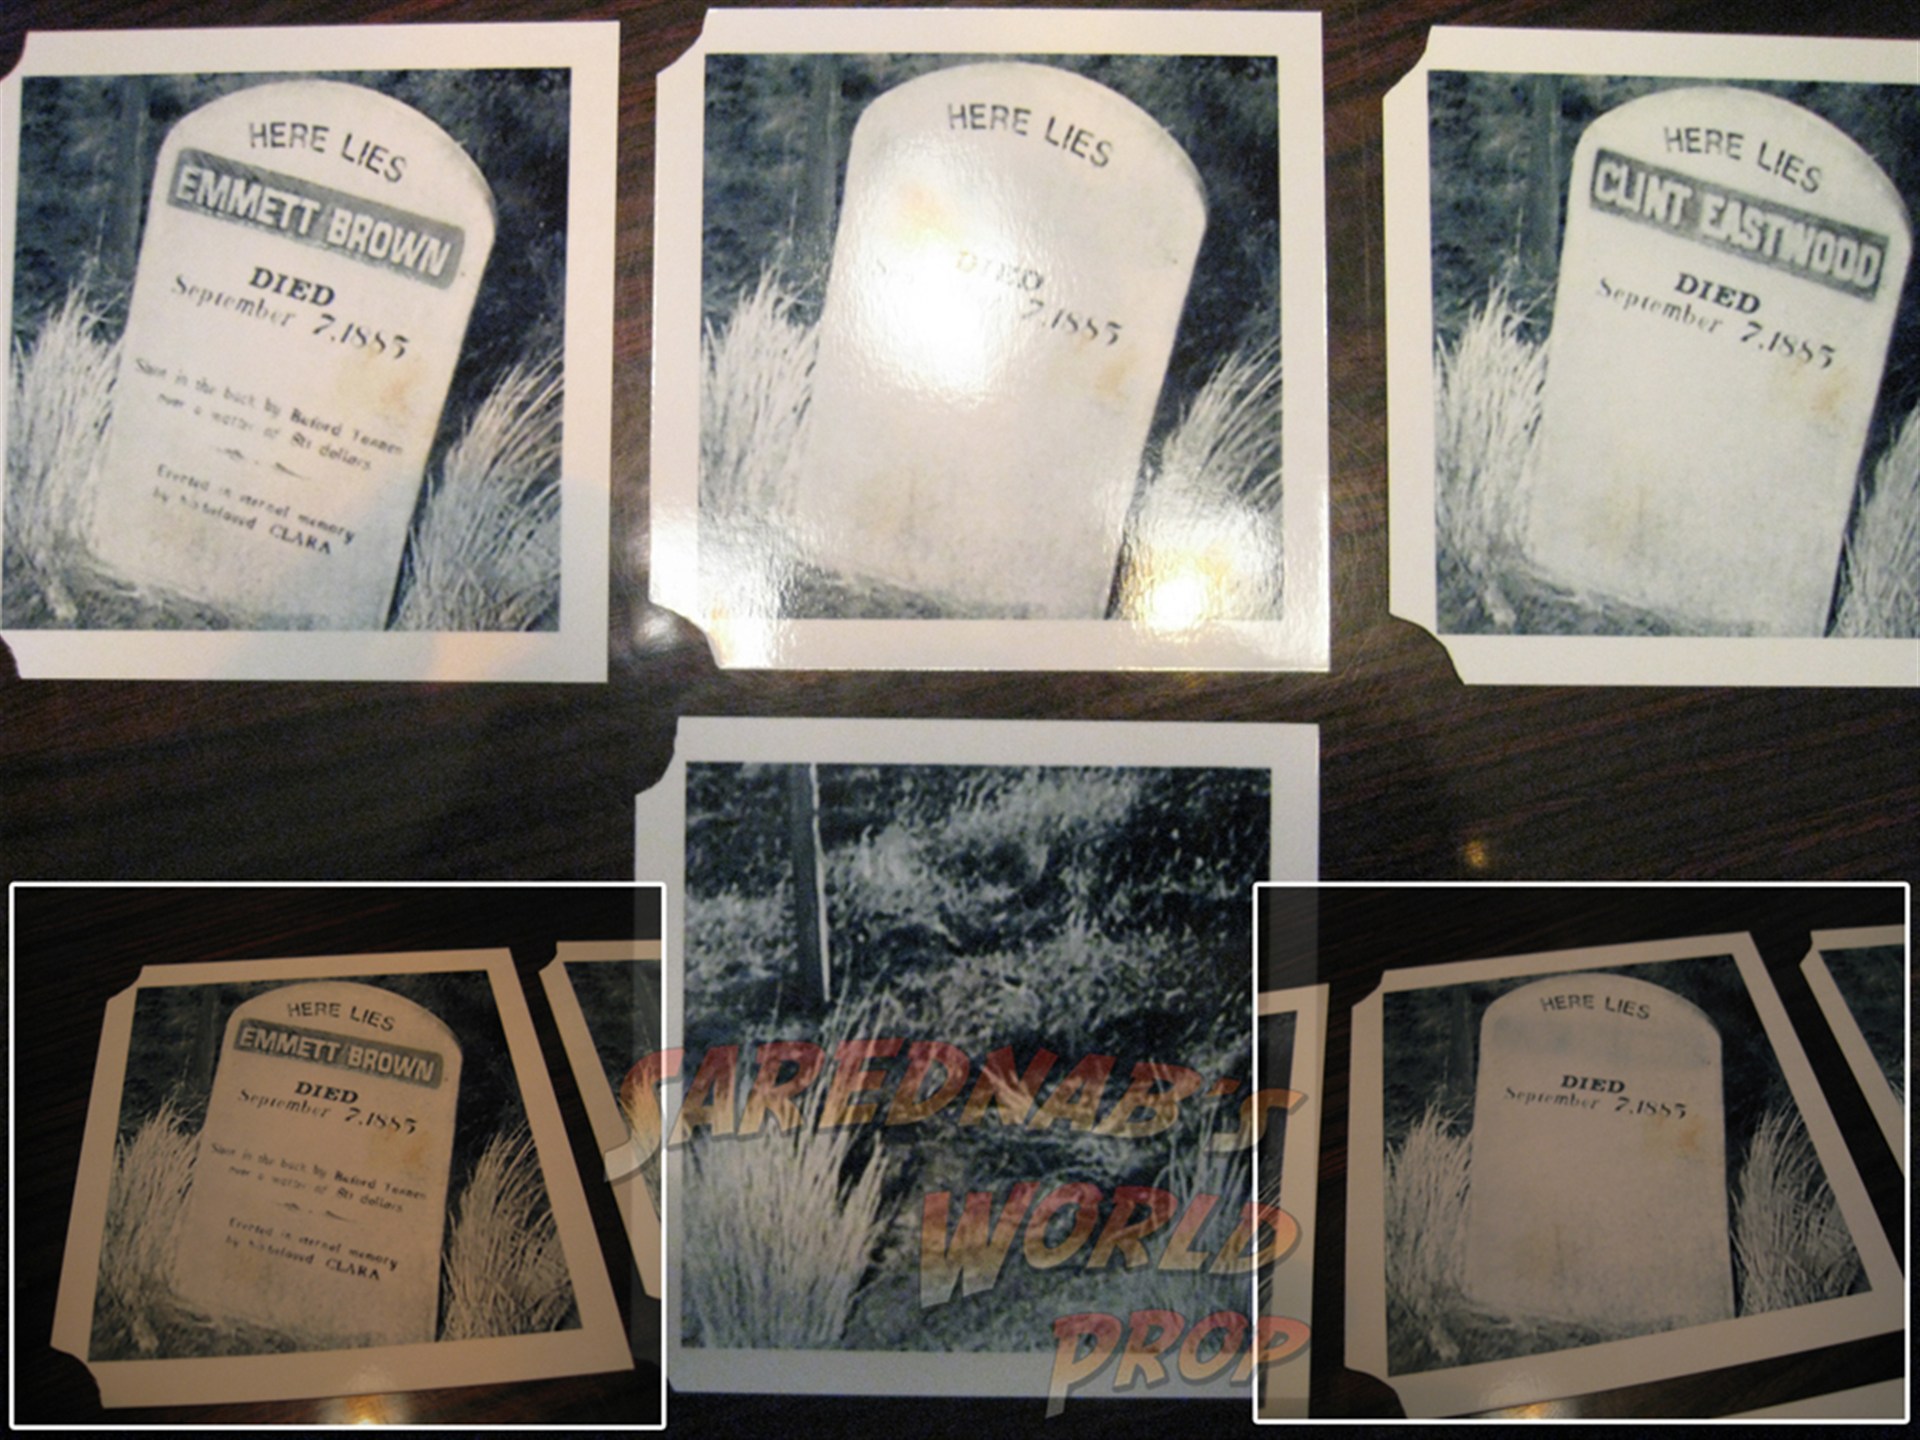 HERE LIES
EMMETT BROWN
DIED
September 7.1885
Shot in the back by Buford Tannen
over a matter of 80 dollars
Erected in eternal memory
by his beloved CLARA
HERE LIES
DIED
7.1885
HERE LIES
CLINT EASTWOOD
DIED
September 7.1885
HERE LIES
EMMETT BROWN
DIED
September 7.1885
Shot in the back by Buford Tannen
over a matter of 80 dollars
Erected in eternal memory
by his beloved CLARA
SAREDNAB'S
WORLD
PROP
HERE LIES
DIED
September 7.1885